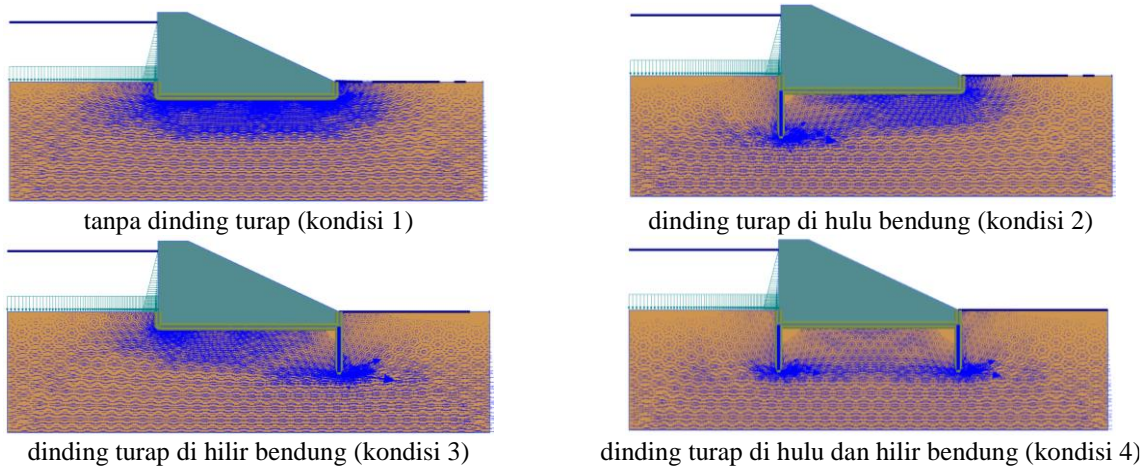 tanpa dinding turap (kondisi 1)
dinding turap di hulu bendung (kondisi 2)
dinding turap di hilir bendung (kondisi 3)
dinding turap di hulu dan hilir bendung (kondisi 4)